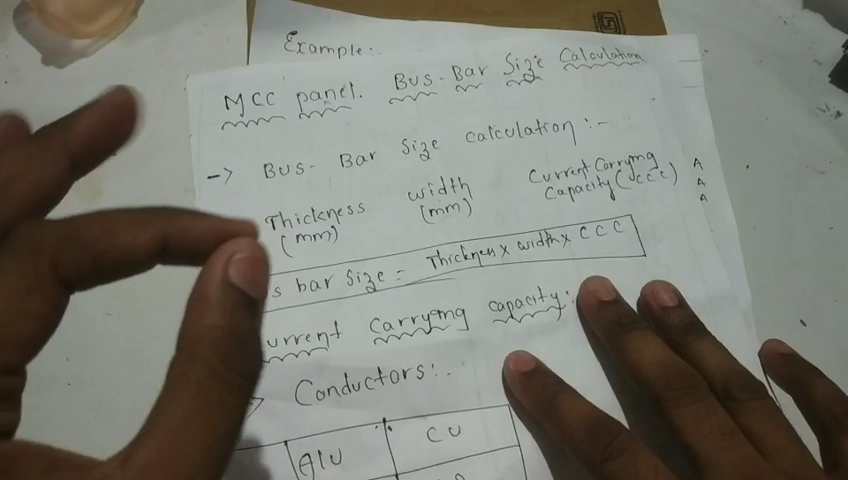 Example:-
MCC panel. Bus-Bar Size Calculation
-> Bus-Bar Size calculation:-
Thickness (mm) width (mm) Current Carrying Capacity (CCC) A A A
s bar Size = Thickness x width x CCC
urrent Carrying capacity:
> Conductors:-
Alu CU